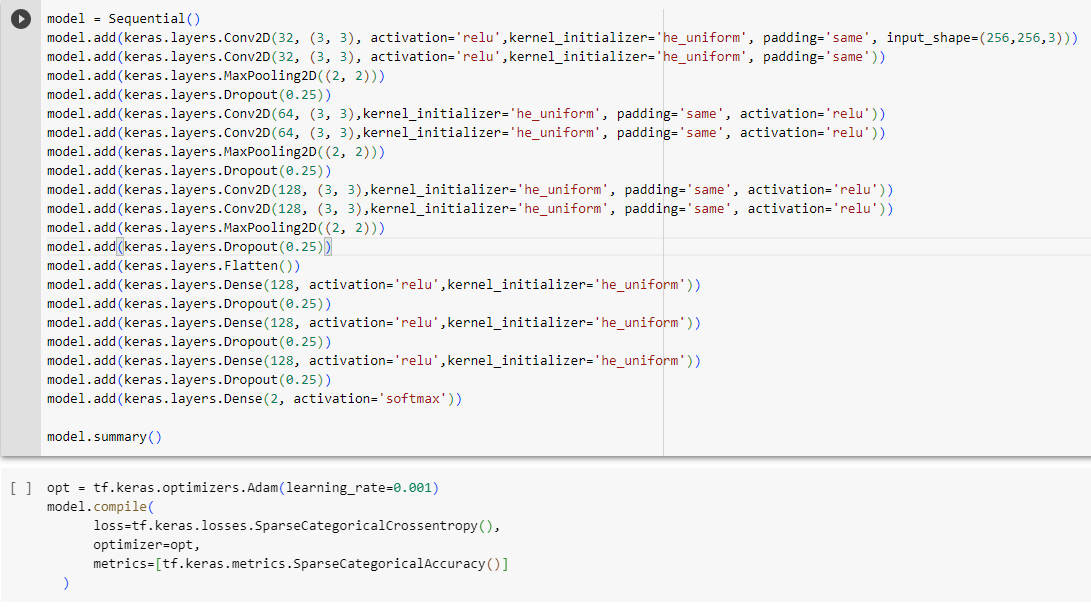 model = Sequential()
model.add(keras.layers.Conv2D(32, (3, 3), activation='relu',kernel_initializer='he_uniform', padding='same', input_shape=(256,256,3)))
model.add(keras.layers.Conv2D(32, (3, 3), activation='relu',kernel_initializer='he_uniform', padding='same'))
model.add(keras.layers.MaxPooling2D((2, 2)))
model.add(keras.layers.Dropout(0.25))
model.add(keras.layers.Conv2D(64, (3, 3),kernel_initializer='he_uniform', padding='same', activation='relu'))
model.add(keras.layers.Conv2D(64, (3, 3),kernel_initializer='he_uniform', padding='same', activation='relu'))
model.add(keras.layers.MaxPooling2D((2, 2)))
model.add(keras.layers.Dropout(0.25))
model.add(keras.layers.Conv2D(128, (3, 3),kernel_initializer='he_uniform', padding='same', activation='relu'))
model.add(keras.layers.Conv2D(128, (3, 3),kernel_initializer='he_uniform', padding='same', activation='relu'))
model.add(keras.layers.MaxPooling2D((2, 2)))
model.add(keras.layers.Dropout(0.25))
model.add(keras.layers.Flatten())
model.add(keras.layers.Dense(128, activation='relu',kernel_initializer='he_uniform'))
model.add(keras.layers.Dropout(0.25))
model.add(keras.layers.Dense(128, activation='relu',kernel_initializer='he_uniform'))
model.add(keras.layers.Dropout(0.25))
model.add(keras.layers.Dense(128, activation='relu',kernel_initializer='he_uniform'))
model.add(keras.layers.Dropout(0.25))
model.add(keras.layers.Dense(2, activation='softmax'))

model.summary()

[ ] opt = tf.keras.optimizers.Adam(learning_rate=0.001)
model.compile(
      loss=tf.keras.losses.SparseCategoricalCrossentropy(),
      optimizer=opt,
      metrics=[tf.keras.metrics.SparseCategoricalAccuracy()]
  )